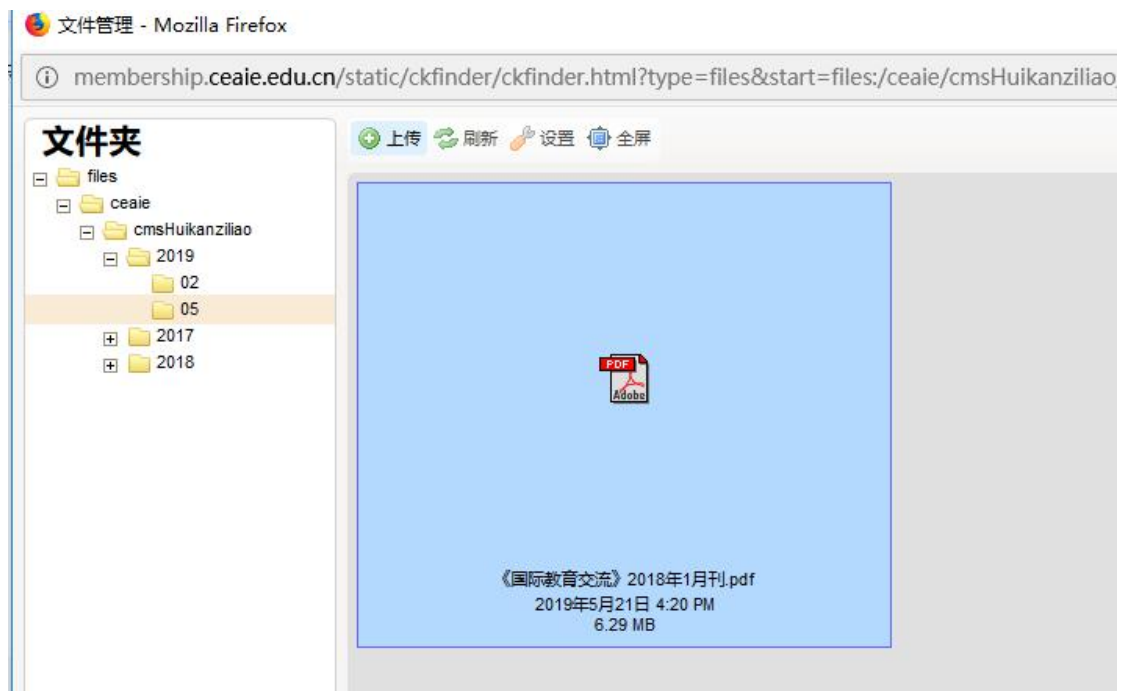 文件管理 - Mozilla Firefox
membership.ceaie.edu.cn/static/ckfinder/ckfinder.html?type=files&start=files:/ceaie/cmsHuikanziliao
文件夹
files
ceaie
cmsHuikanziliao
2019
02
05
2017
2018
上传 刷新 设置 全屏
PDF
Adobe
《国际教育交流》2018年1月刊.pdf
2019年5月21日 4:20 PM
6.29 MB